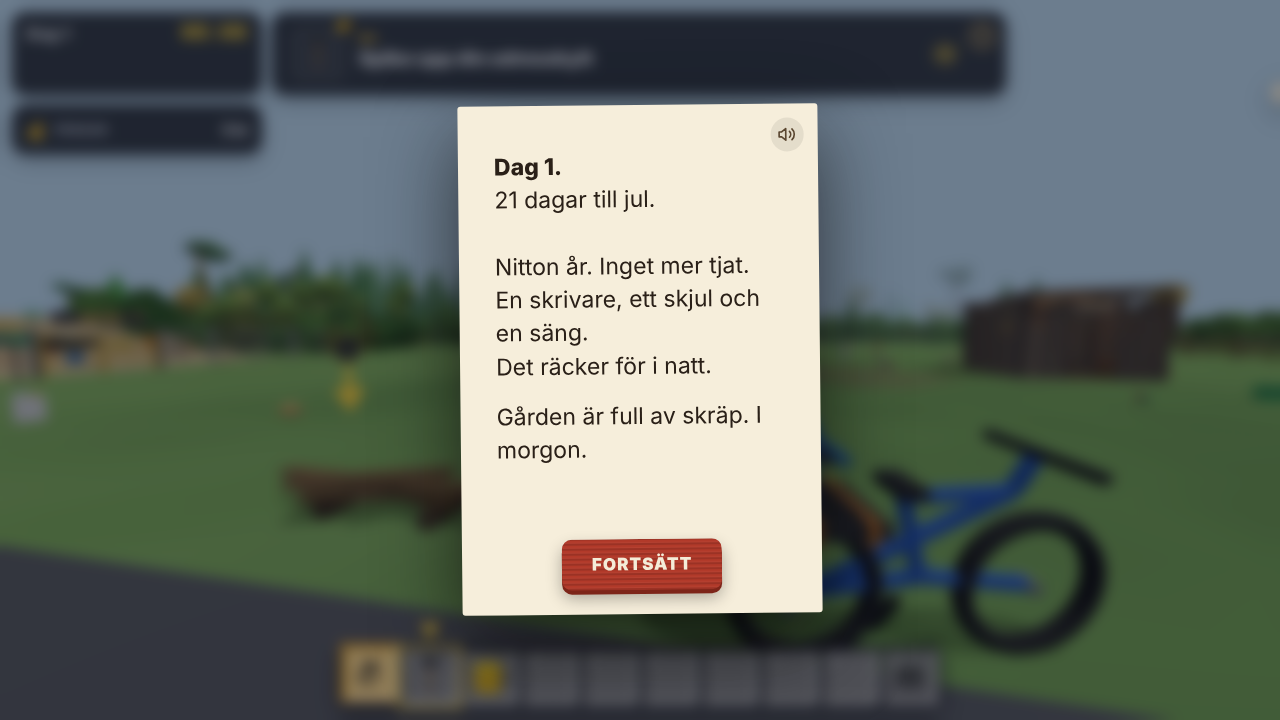 Dag 1.
21 dagar till jul.
Nitton år. Inget mer tjat.
En skrivare, ett skjul och
en säng.
Det räcker för i natt.
Gården är full av skräp. I
morgon.
FORTSÄTT